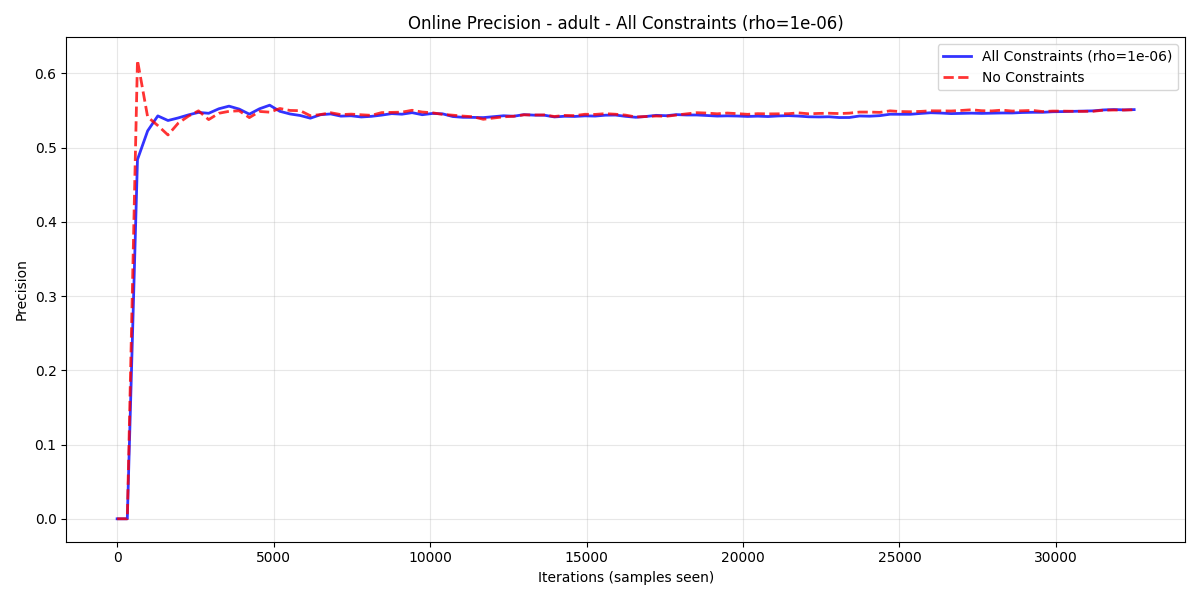 Online Precision - adult - All Constraints (rho=1e-06)
All Constraints (rho=1e-06)
No Constraints
Precision
0.6
0.5
0.4
0.3
0.2
0.1
0.0
0
5000
10000
15000
20000
25000
30000
Iterations (samples seen)